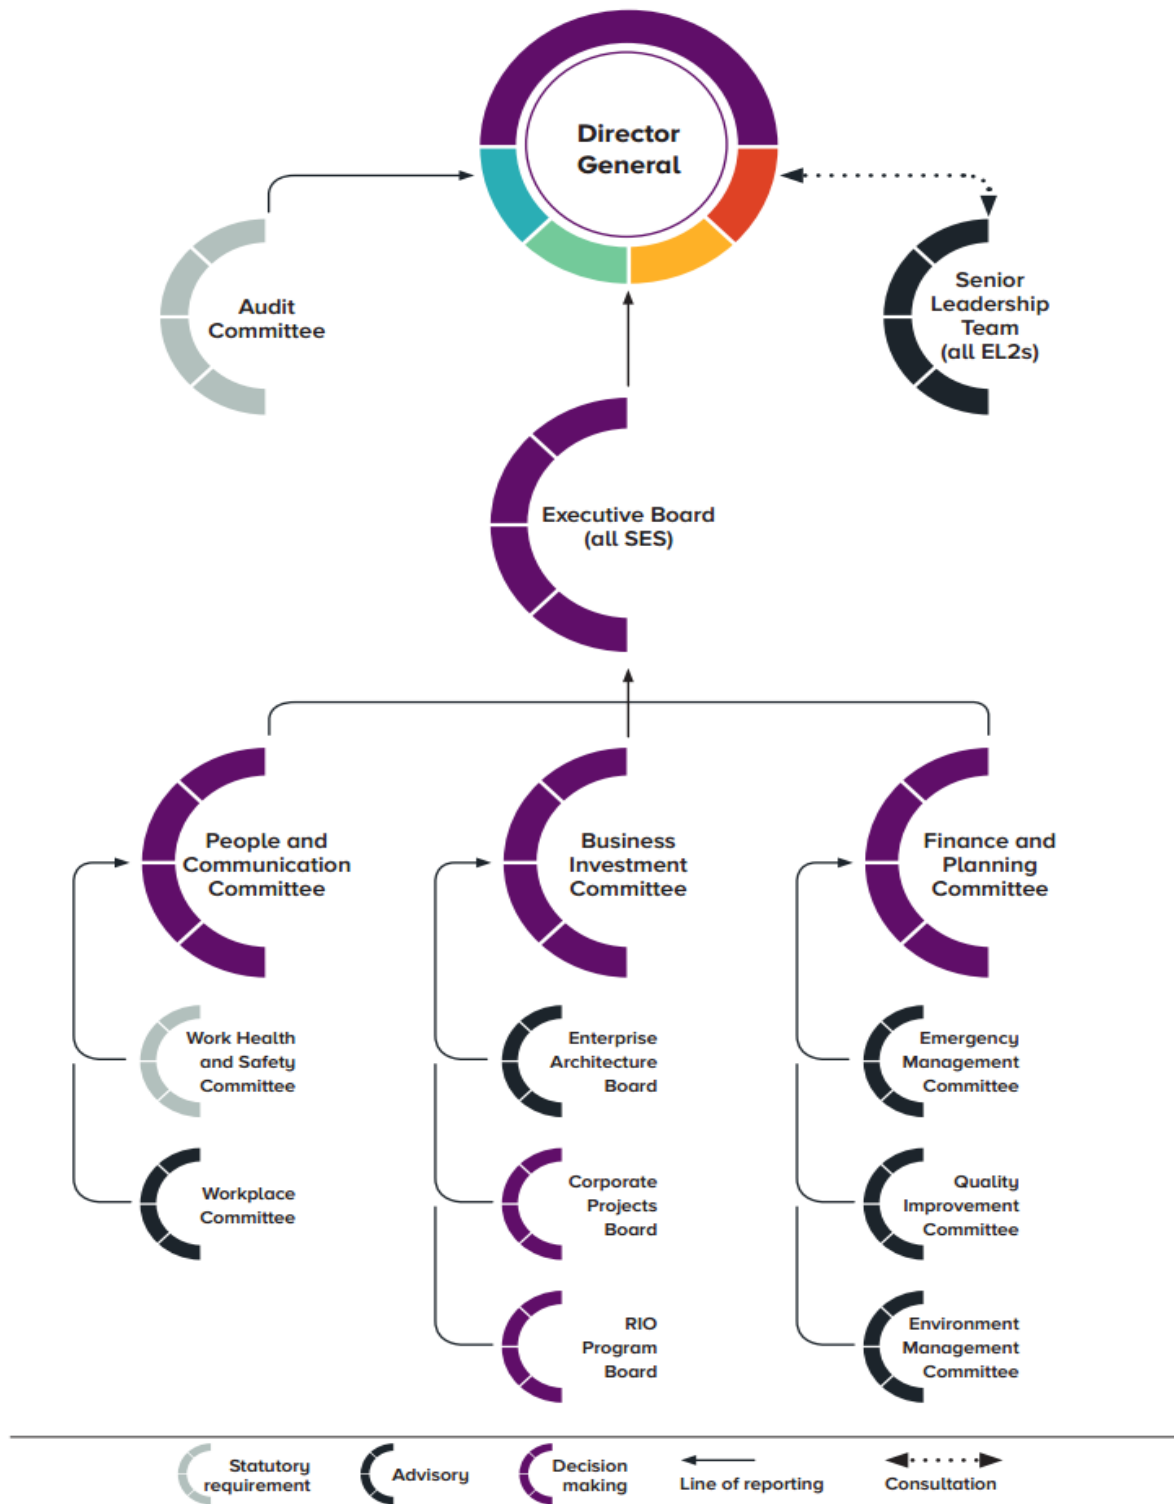 Director
General
Audit
Committee
Senior
Leadership
Team
(all EL2s)
Executive Board
(all SES)
People and
Communication
Committee
Business
Investment
Committee
Finance and
Planning
Committee
Work Health
and Safety
Committee
Enterprise
Architecture
Board
Emergency
Management
Committee
Workplace
Committee
Corporate
Projects
Board
Quality
Improvement
Committee
RIO
Program
Board
Environment
Management
Committee
Statutory
requirement
Advisory
Decision
making
Line of reporting
Consultation